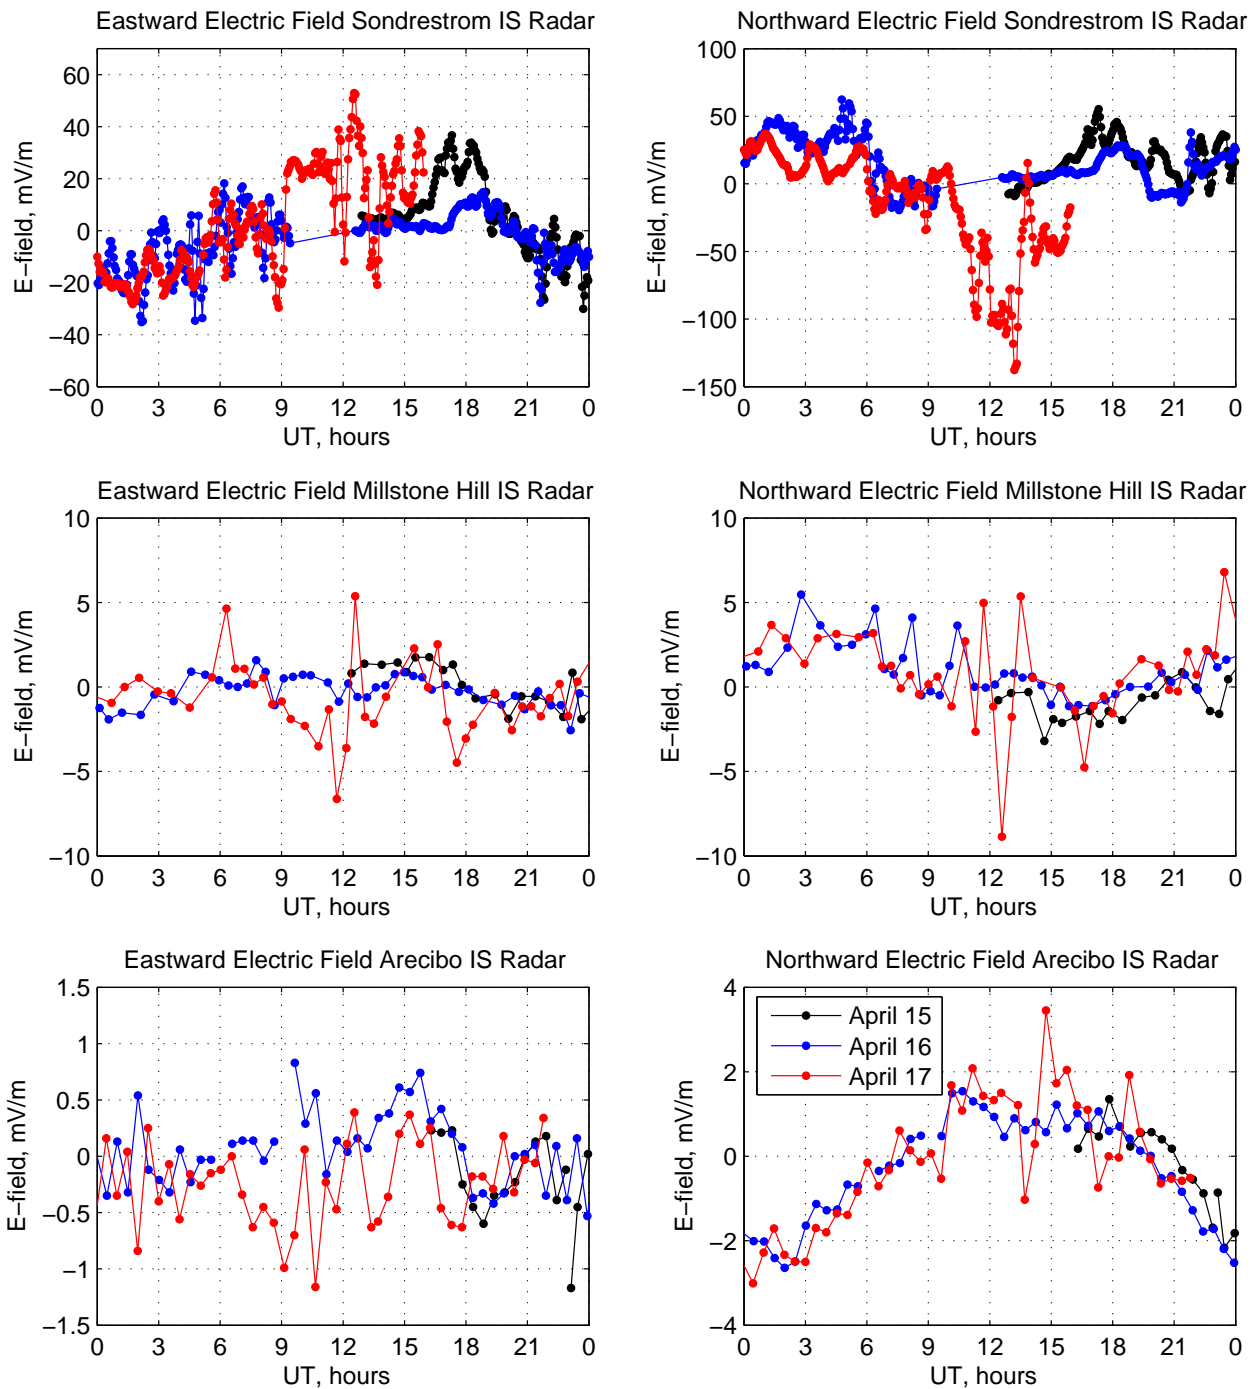 Eastward Electric Field Sondrestrom IS Radar
60
40
20
0
−20
−40
−60
E−field, mV/m
0 3 6 9 12 15 18 21 0
UT, hours
Northward Electric Field Sondrestrom IS Radar
100
50
0
−50
−100
−150
E−field, mV/m
0 3 6 9 12 15 18 21 0
UT, hours
Eastward Electric Field Millstone Hill IS Radar
10
5
0
−5
−10
E−field, mV/m
0 3 6 9 12 15 18 21 0
UT, hours
Northward Electric Field Millstone Hill IS Radar
10
5
0
−5
−10
E−field, mV/m
0 3 6 9 12 15 18 21 0
UT, hours
Eastward Electric Field Arecibo IS Radar
1.5
1
0.5
0
−0.5
−1
−1.5
E−field, mV/m
0 3 6 9 12 15 18 21 0
UT, hours
Northward Electric Field Arecibo IS Radar
4
2
0
−2
−4
E−field, mV/m
April 15
April 16
April 17
0 3 6 9 12 15 18 21 0
UT, hours